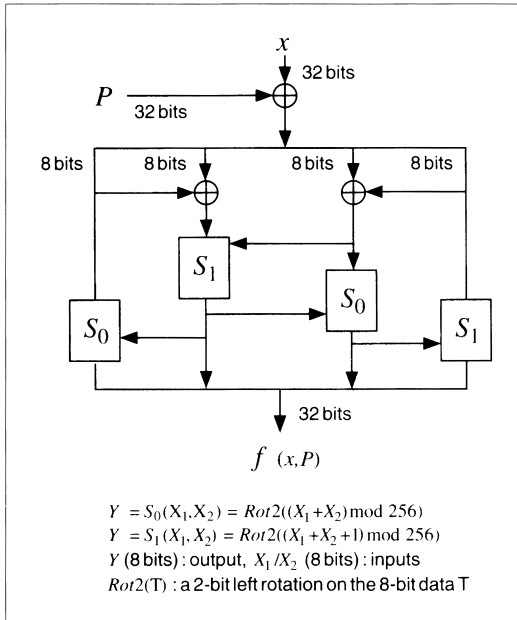 x
32 bits
P
32 bits
8 bits 8 bits 8 bits 8 bits
S₁
S₀
S₀
S₁
32 bits
f (x,P)
Y = S₀(X₁,X₂) = Rot2((X₁+X₂) mod 256)
Y = S₁(X₁, X₂) = Rot2((X₁+X₂+1) mod 256)
Y (8 bits) : output, X₁/X₂ (8 bits) : inputs
Rot2(T) : a 2-bit left rotation on the 8-bit data T